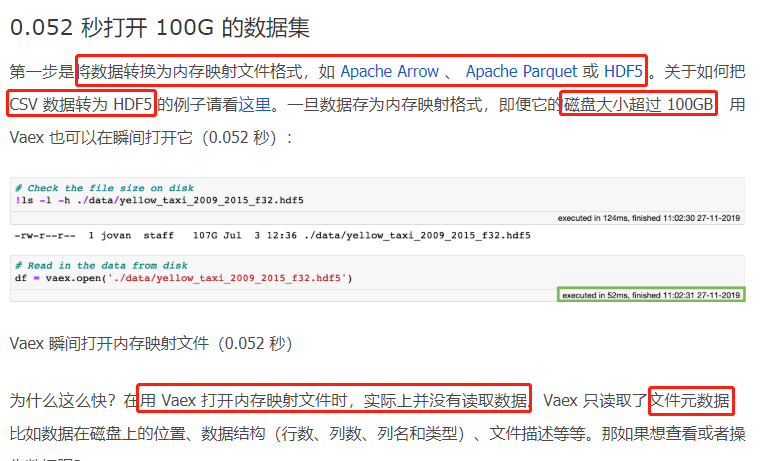 0.052 秒打开 100G 的数据集
第一步是将数据转换为内存映射文件格式，如 Apache Arrow 、 Apache Parquet 或 HDF5 。关于如何把
CSV 数据转为 HDF5 的例子请看这里。一旦数据存为内存映射格式，即便它的磁盘大小超过 100GB 用
Vaex 也可以在瞬间打开它（0.052 秒）：
# Check the file size on disk
!ls -l -h ./data/yellow_taxi_2009_2015_f32.hdf5
executed in 124ms, finished 11:02:30 27-11-2019
-rw-r--r-- 1 jovan staff 107G Jul 3 12:36 ./data/yellow_taxi_2009_2015_f32.hdf5
# Read in the data from disk
df = vaex.open('./data/yellow_taxi_2009_2015_f32.hdf5')
executed in 52ms, finished 11:02:31 27-11-2019
Vaex 瞬间打开内存映射文件（0.052 秒）
为什么这么快？在用 Vaex 打开内存映射文件时，实际上并没有读取数据 Vaex 只读取了文件元数据
比如数据在磁盘上的位置、数据结构（行数、列数、列名和类型）、文件描述等等。那如果想查看或者操